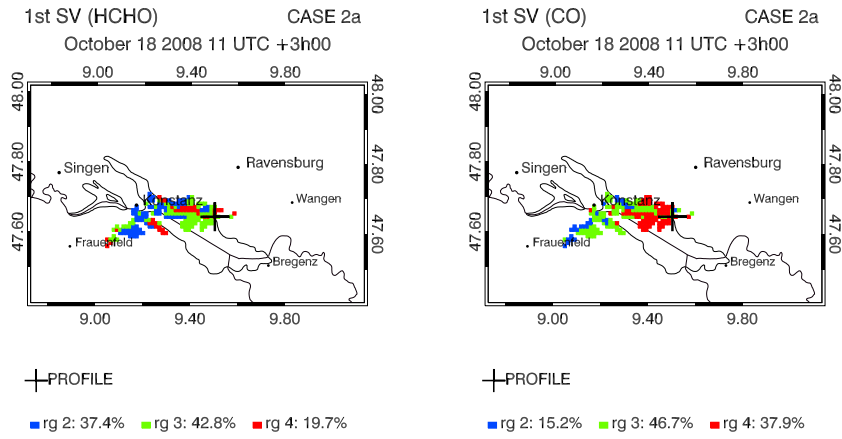 1st SV (HCHO) CASE 2a
October 18 2008 11 UTC +3h00
9.00 9.40 9.80
48.00 48.00
47.80 47.80
47.60 47.60
Singen
Ravensburg
Konstanz
Wangen
Frauenfeld
Bregenz
9.00 9.40 9.80
PROFILE
rg 2: 37.4% rg 3: 42.8% rg 4: 19.7%
1st SV (CO) CASE 2a
October 18 2008 11 UTC +3h00
9.00 9.40 9.80
48.00 48.00
47.80 47.80
47.60 47.60
Singen
Ravensburg
Konstanz
Wangen
Frauenfeld
Bregenz
9.00 9.40 9.80
PROFILE
rg 2: 15.2% rg 3: 46.7% rg 4: 37.9%